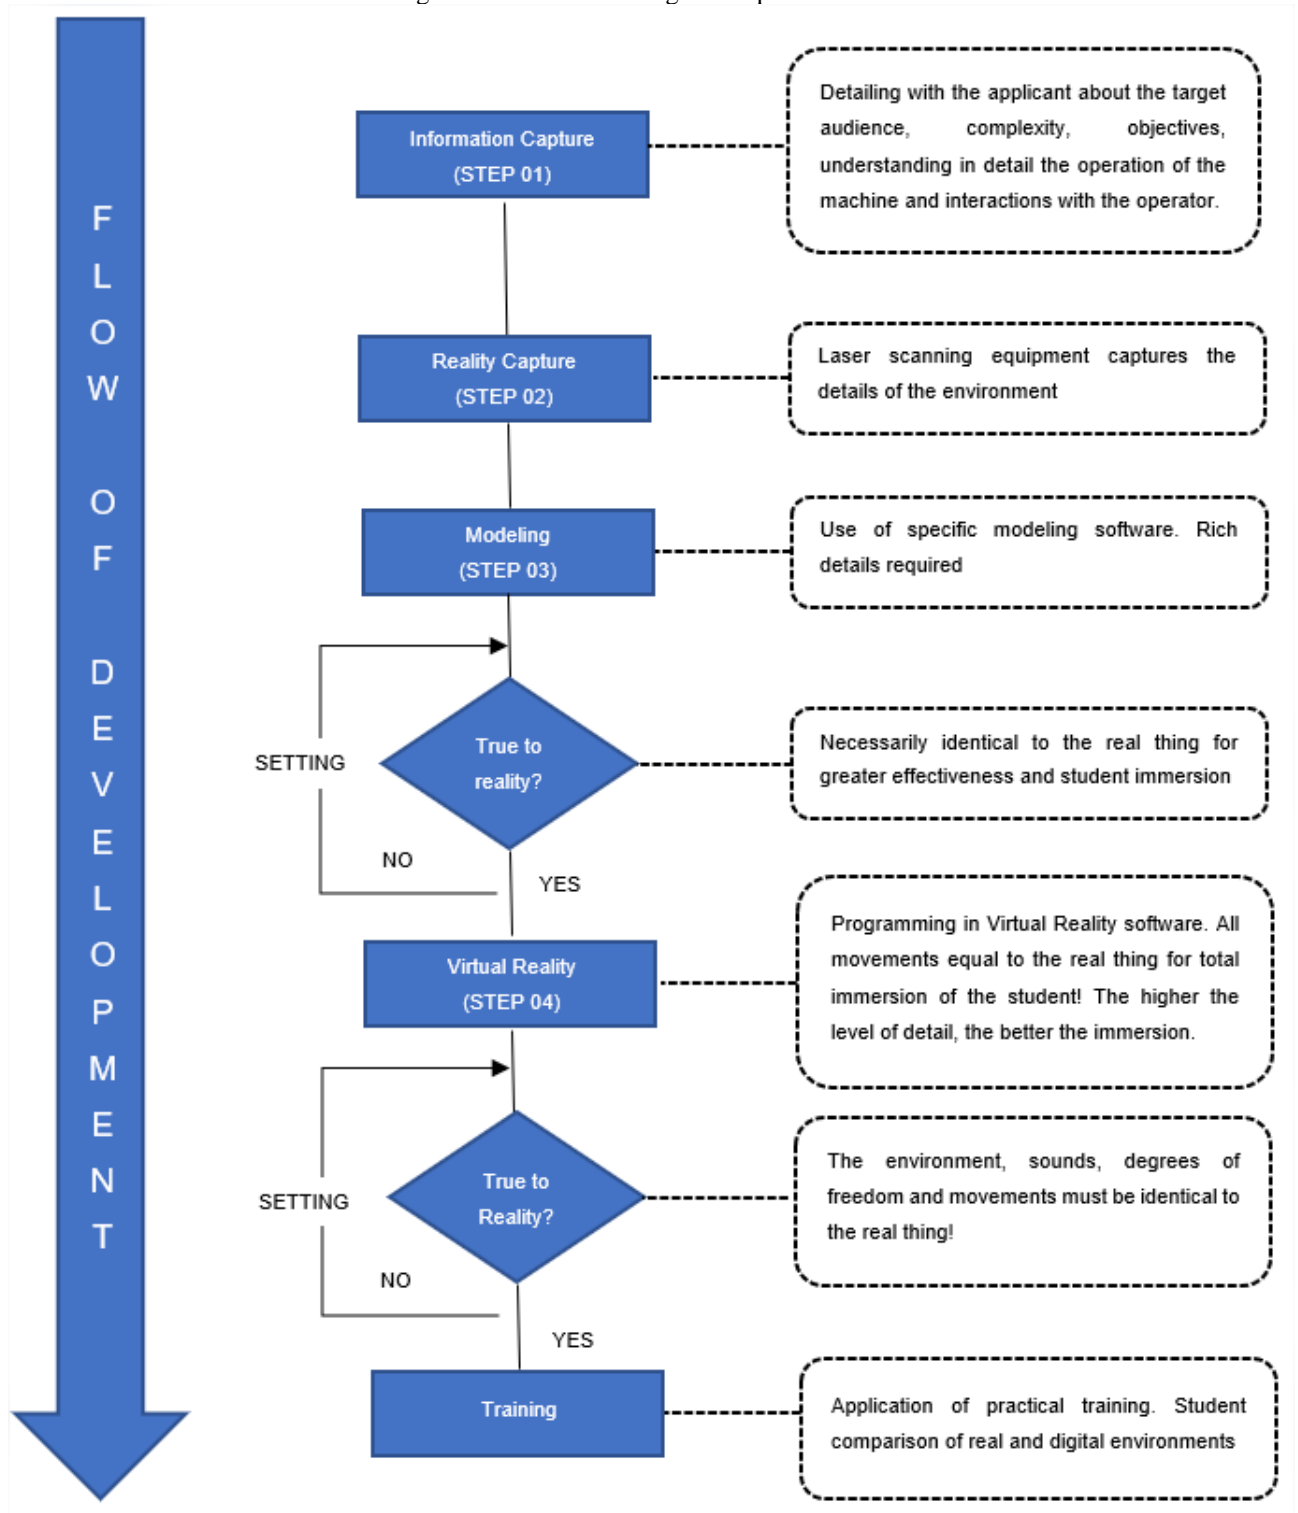 FLOW OF DEVELOPMENT
Information Capture
(STEP 01)
Detailing with the applicant about the target
audience, complexity, objectives,
understanding in detail the operation of the
machine and interactions with the operator.
Reality Capture
(STEP 02)
Laser scanning equipment captures the
details of the environment
Modeling
(STEP 03)
Use of specific modeling software. Rich
details required
True to
reality?
SETTING
NO
YES
Necessarily identical to the real thing for
greater effectiveness and student immersion
Virtual Reality
(STEP 04)
Programming in Virtual Reality software. All
movements equal to the real thing for total
immersion of the student! The higher the
level of detail, the better the immersion.
True to
Reality?
SETTING
NO
YES
The environment, sounds, degrees of
freedom and movements must be identical to
the real thing!
Training
Application of practical training. Student
comparison of real and digital environments